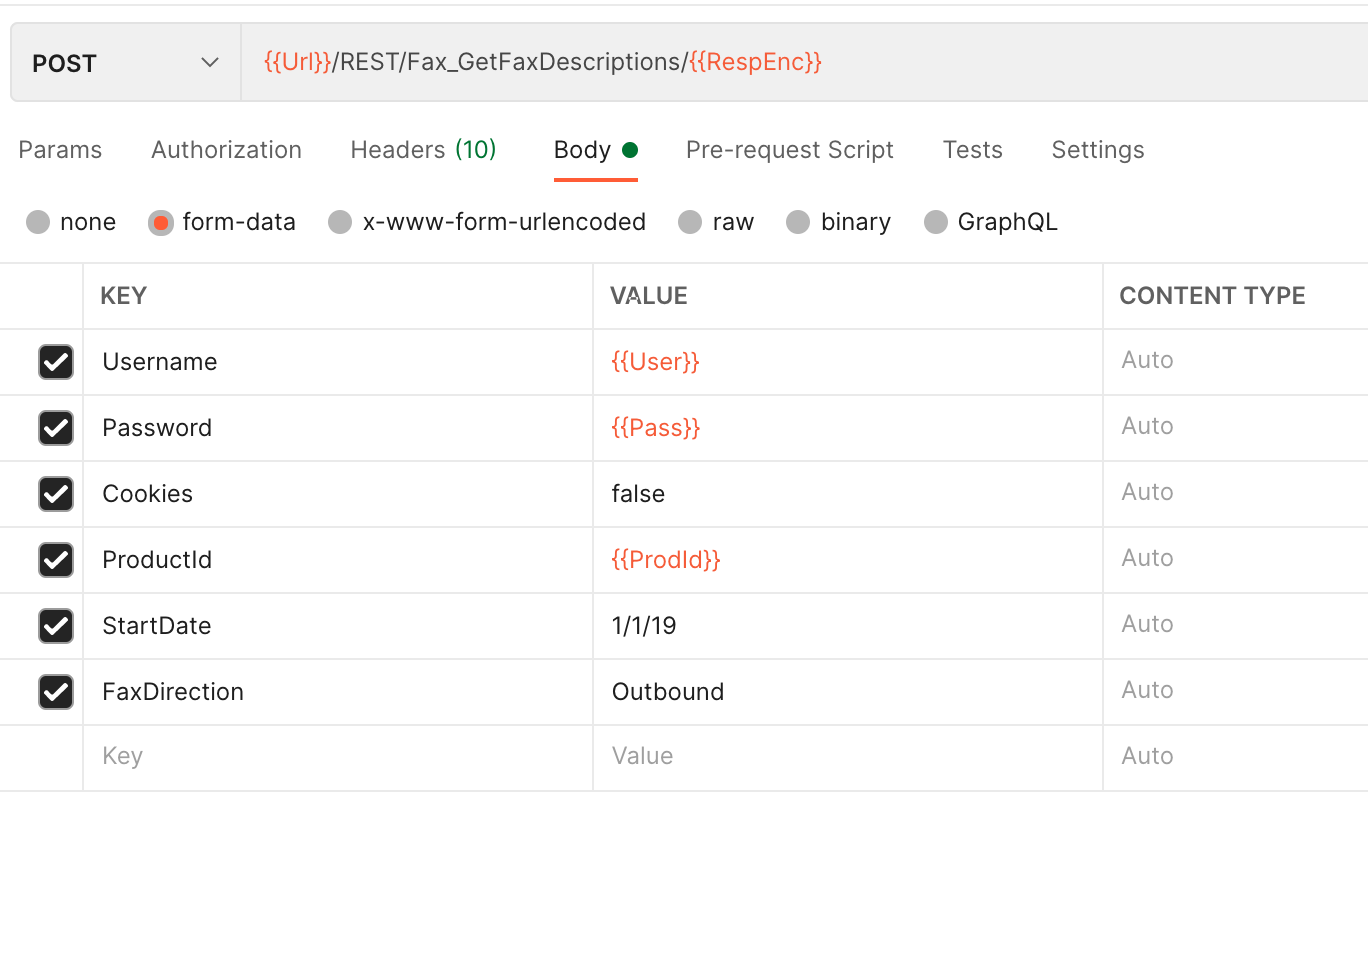 POST {{Url}}/REST/Fax_GetFaxDescriptions/{{RespEnc}}
Params Authorization Headers (10) Body Pre-request Script Tests Settings
none form-data x-www-form-urlencoded raw binary GraphQL
KEY VALUE CONTENT TYPE
Username {{User}} Auto
Password {{Pass}} Auto
Cookies false Auto
ProductId {{ProdId}} Auto
StartDate 1/1/19 Auto
FaxDirection Outbound Auto
Key Value Auto